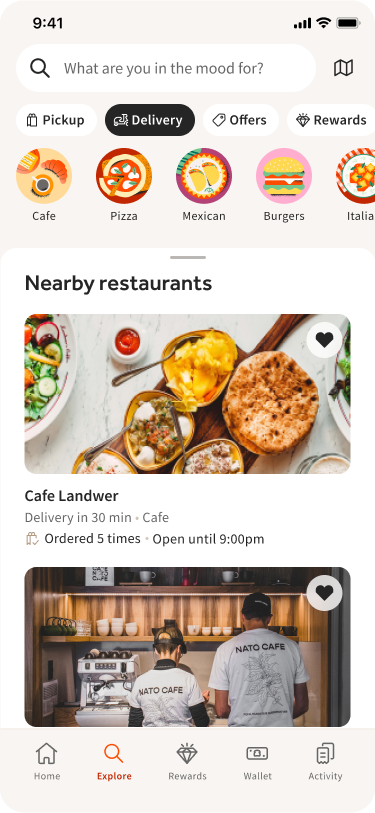 9:41
What are you in the mood for?
Pickup
Delivery
Offers
Rewards
Cafe
Pizza
Mexican
Burgers
Italia
Nearby restaurants
Cafe Landwer
Delivery in 30 min • Cafe
Ordered 5 times • Open until 9:00pm
NATO CAFE
NATO CAFE
Home
Explore
Rewards
Wallet
Activity